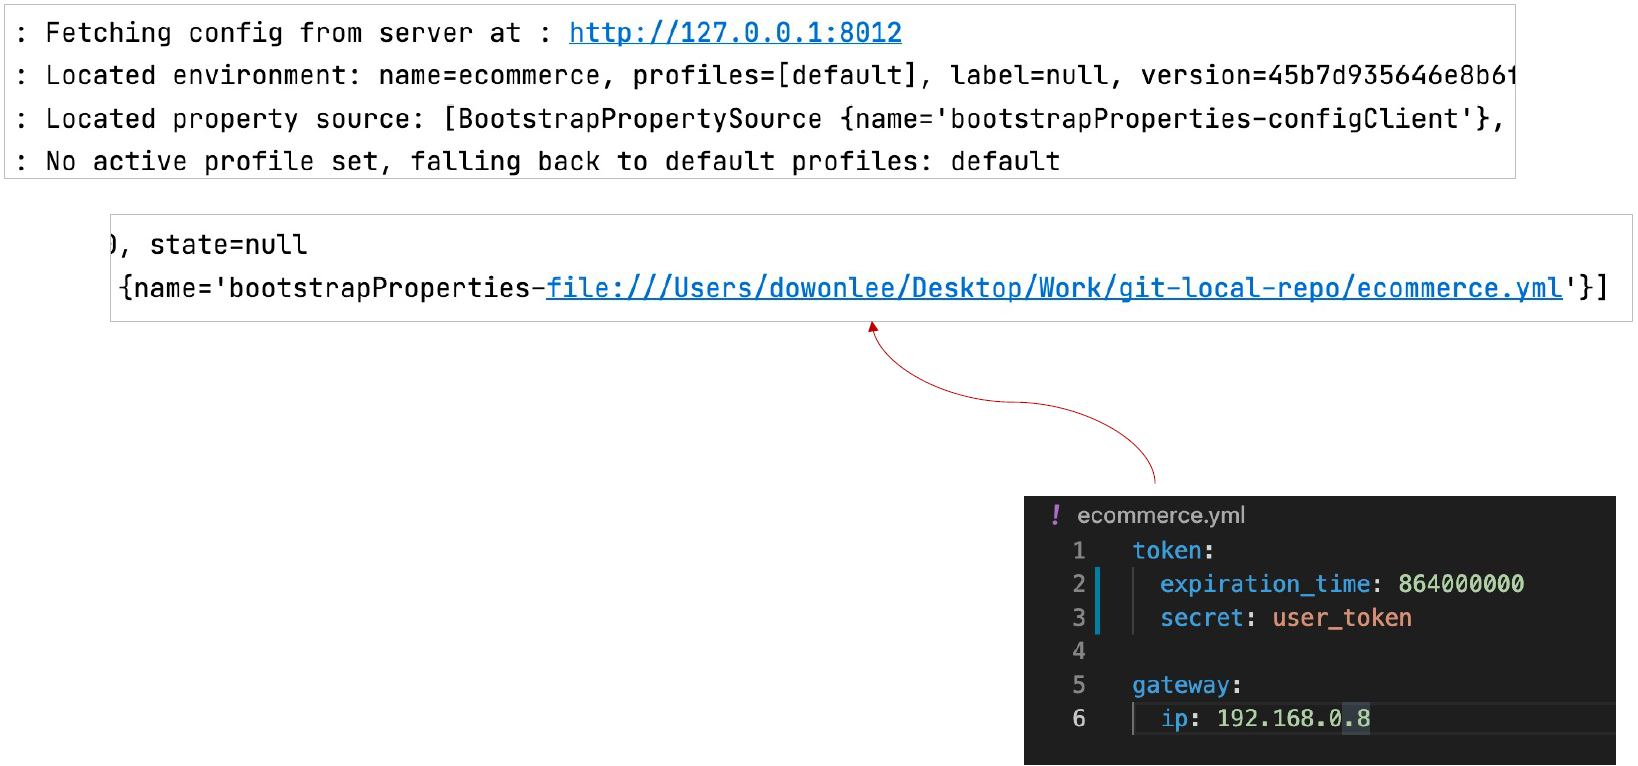 : Fetching config from server at : http://127.0.0.1:8012
: Located environment: name=ecommerce, profiles=[default], label=null, version=45b7d935646e8b6f
: Located property source: [BootstrapPropertySource {name='bootstrapProperties-configClient'},
: No active profile set, falling back to default profiles: default
), state=null
{name='bootstrapProperties-file:///Users/dowonlee/Desktop/Work/git-local-repo/ecommerce.yml'}]
! ecommerce.yml
1 token:
2 expiration_time: 864000000
3 secret: user_token
4
5 gateway:
6 ip: 192.168.0.8